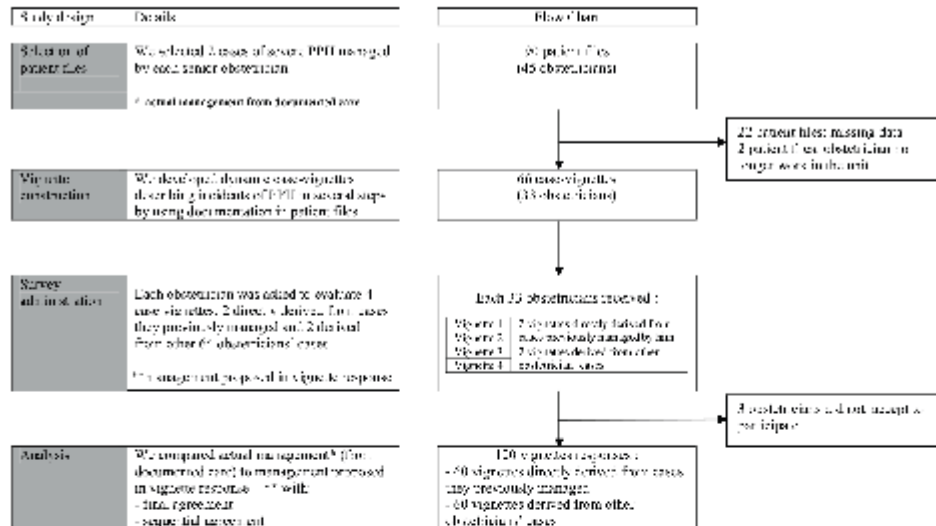 Study design
Details
Flow chart
Selection of
patient files
We selected 2 cases of severe PPH managed
by each senior obstetrician
* actual management from documented care
90 patient files
(45 obstetricians)
22 patient files: missing data
2 patient files: obstetrician no
longer work in the unit
Vignette
construction
We developed dynamic case-vignettes
describing incidents of PPH in several steps
by using documentation in patient files
66 case-vignettes
(33 obstetricians)
Survey
administration
Each obstetrician was asked to evaluate 4
case-vignettes, 2 directly derived from cases
they previously managed and 2 derived
from other obstetricians' cases
** management proposed in vignette response
Each 33 obstetricians received :
Vignette 1
Vignette 2
Vignette 3
Vignette 4
2 vignettes directly derived from
cases previously managed by him
2 vignettes derived from other
obstetrician cases
3 obstetricians did not accept to
participate
Analysis
We compared actual management* (from
documented care) to management proposed
in vignette response ** with:
- final agreement
- sequential agreement
120 vignettes responses :
- 60 vignettes directly derived from cases
they previously managed
- 60 vignettes derived from other
obstetricians' cases